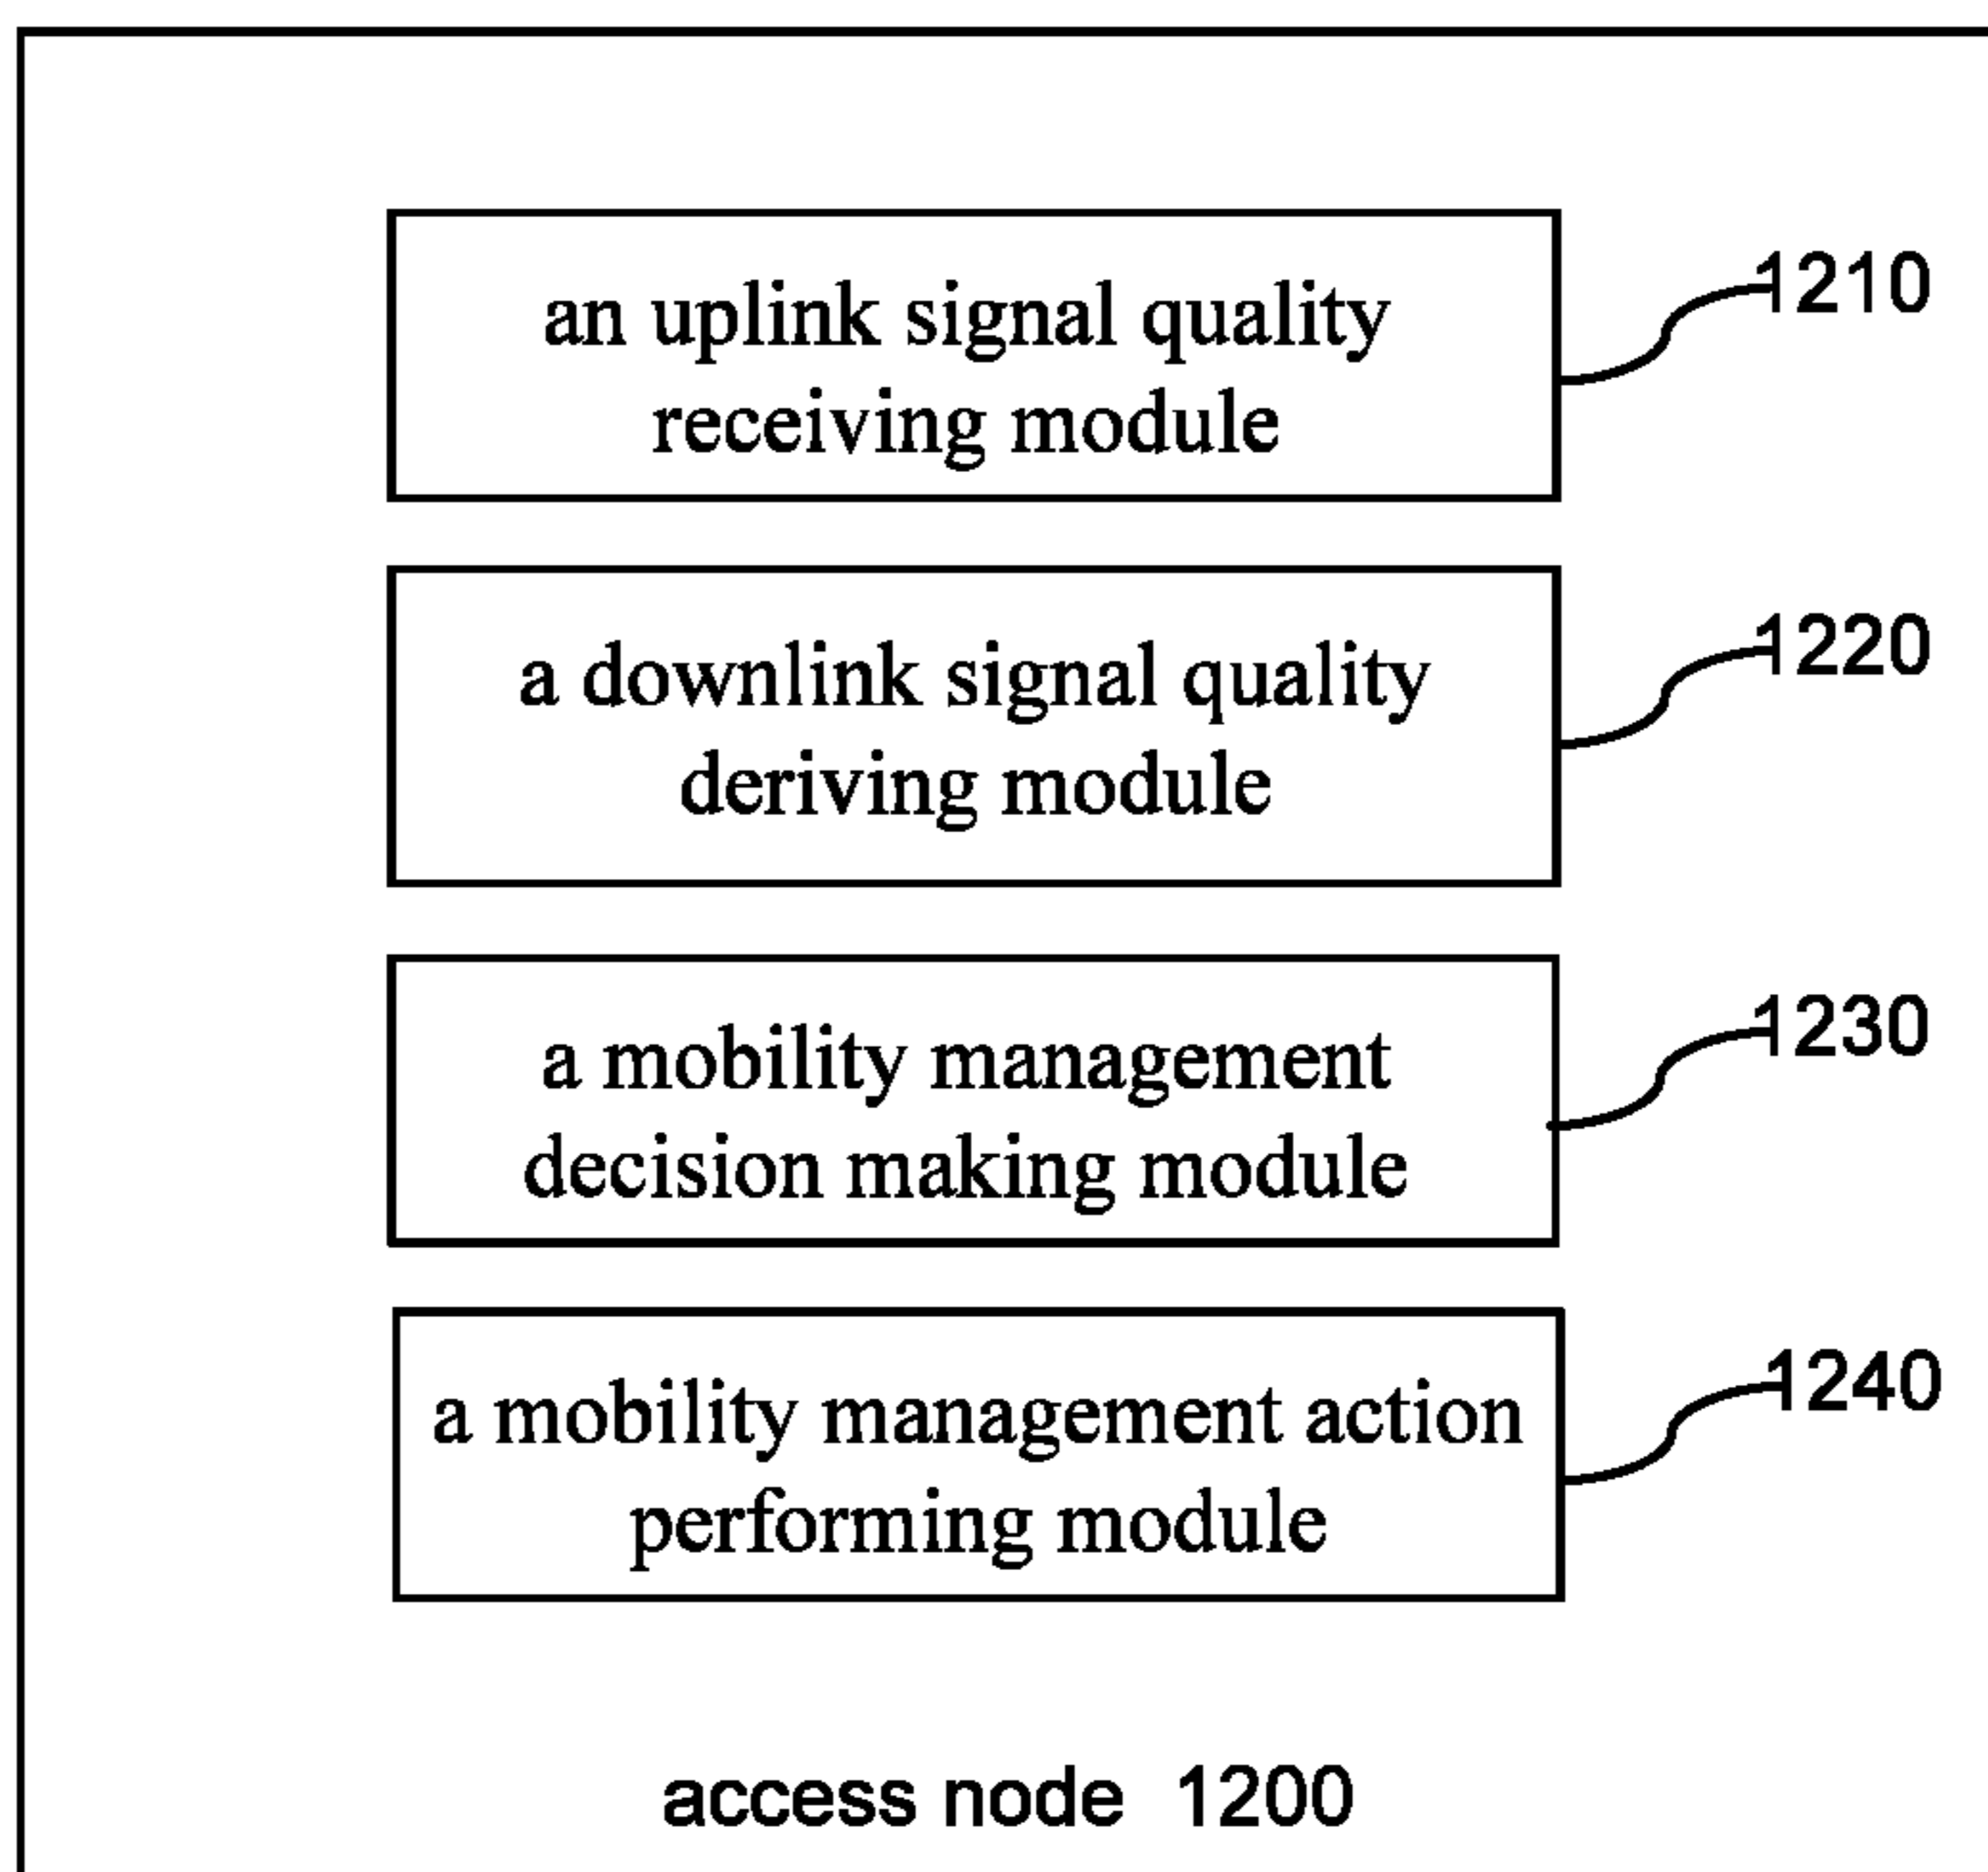 an uplink signal quality
receiving module
1210
a downlink signal quality
deriving module
1220
a mobility management
decision making module
1230
a mobility management action
performing module
1240
access node 1200